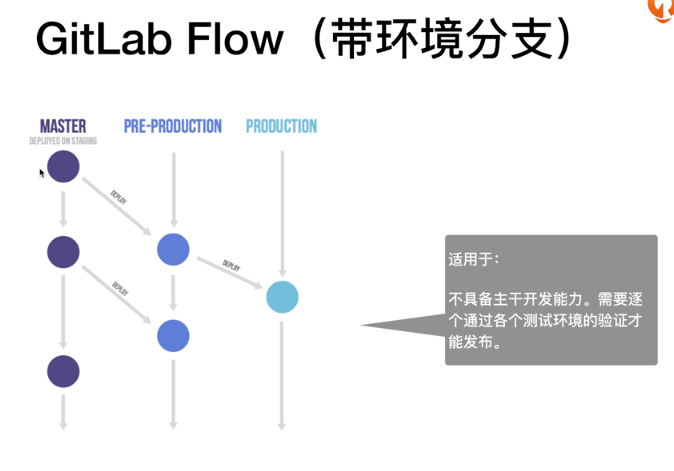 GitLab Flow（带环境分支）
MASTER
DEPLOYED ON STAGING
PRE-PRODUCTION
PRODUCTION
DEPLOY
DEPLOY
DEPLOY
适用于：
不具备主干开发能力。需要逐
个通过各个测试环境的验证才
能发布。